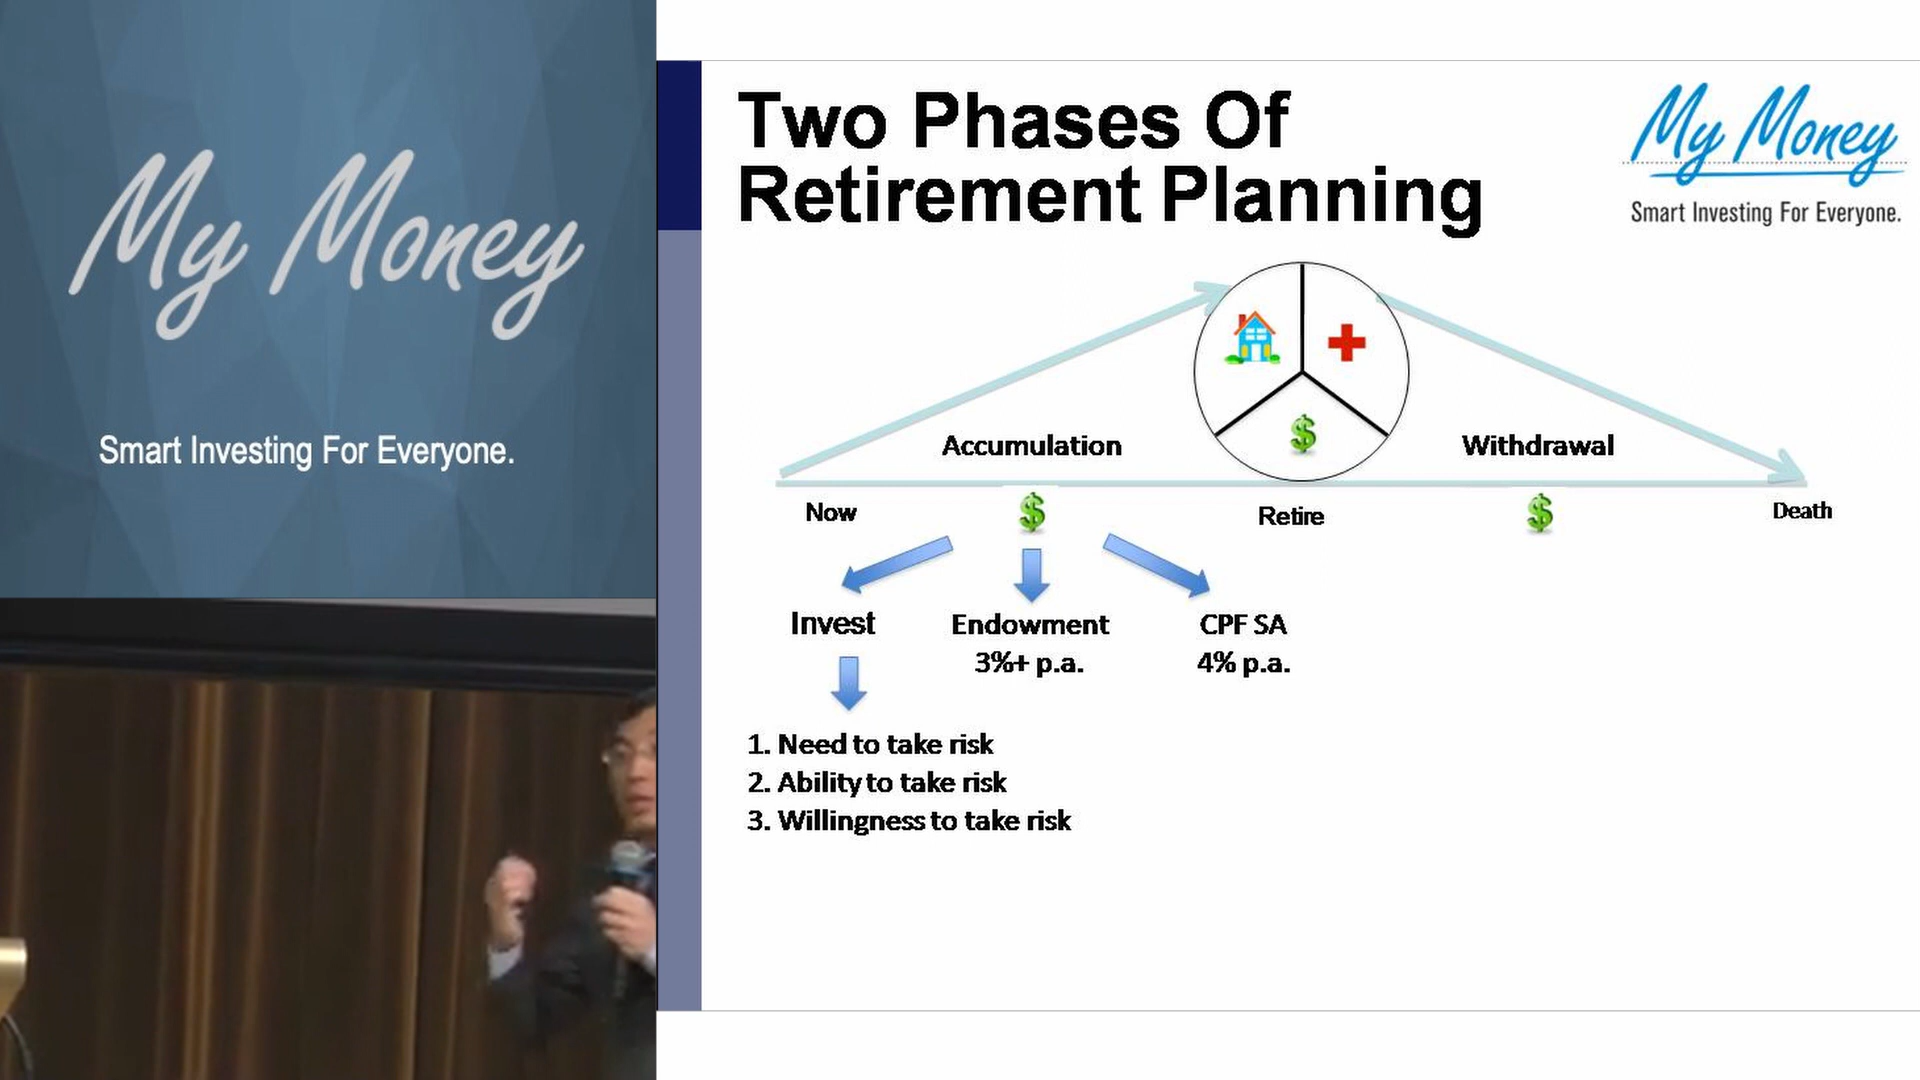 My Money
Smart Investing For Everyone.
Two Phases Of
Retirement Planning
My Money
Smart Investing For Everyone.
Accumulation
Withdrawal
Now
Retire
Death
Invest
Endowment
3%+ p.a.
CPF SA
4% p.a.
1. Need to take risk
2. Ability to take risk
3. Willingness to take risk